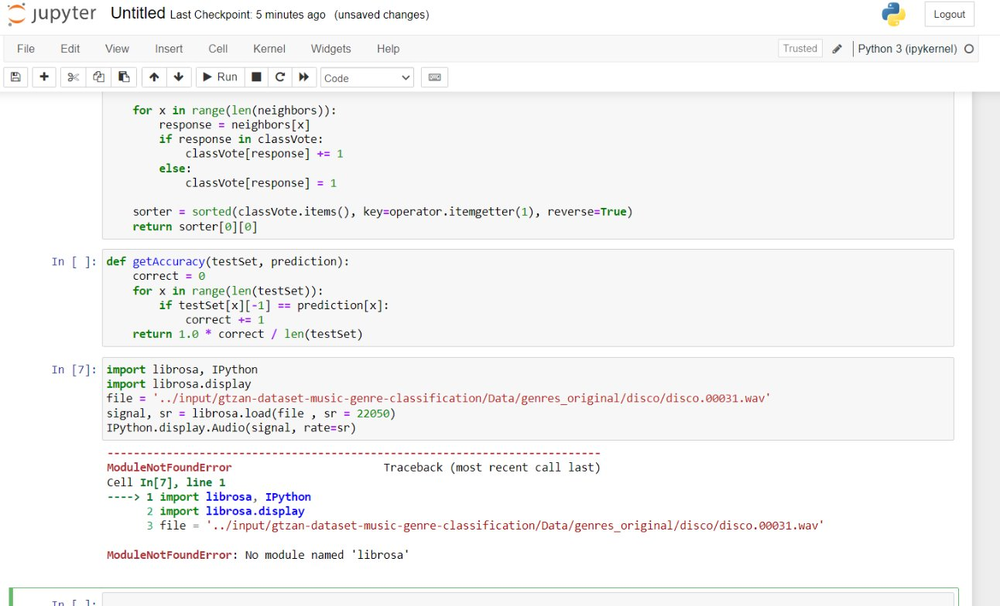 jupyter Untitled Last Checkpoint: 5 minutes ago (unsaved changes) Logout
File Edit View Insert Cell Kernel Widgets Help Trusted Python 3 (ipykernel)
Run Code
    for x in range(len(neighbors)):
        response = neighbors[x]
        if response in classVote:
            classVote[response] += 1
        else:
            classVote[response] = 1
    sorter = sorted(classVote.items(), key=operator.itemgetter(1), reverse=True)
    return sorter[0][0]
In [ ]: def getAccuracy(testSet, prediction):
    correct = 0
    for x in range(len(testSet)):
        if testSet[x][-1] == prediction[x]:
            correct += 1
    return 1.0 * correct / len(testSet)
In [7]: import librosa, IPython
import librosa.display
file = '../input/gtzan-dataset-music-genre-classification/Data/genres_original/disco/disco.00031.wav'
signal, sr = librosa.load(file , sr = 22050)
IPython.display.Audio(signal, rate=sr)
---------------------------------------------------------------------------
ModuleNotFoundError Traceback (most recent call last)
Cell In[7], line 1
----> 1 import librosa, IPython
      2 import librosa.display
      3 file = '../input/gtzan-dataset-music-genre-classification/Data/genres_original/disco/disco.00031.wav'
ModuleNotFoundError: No module named 'librosa'
In [ ]: